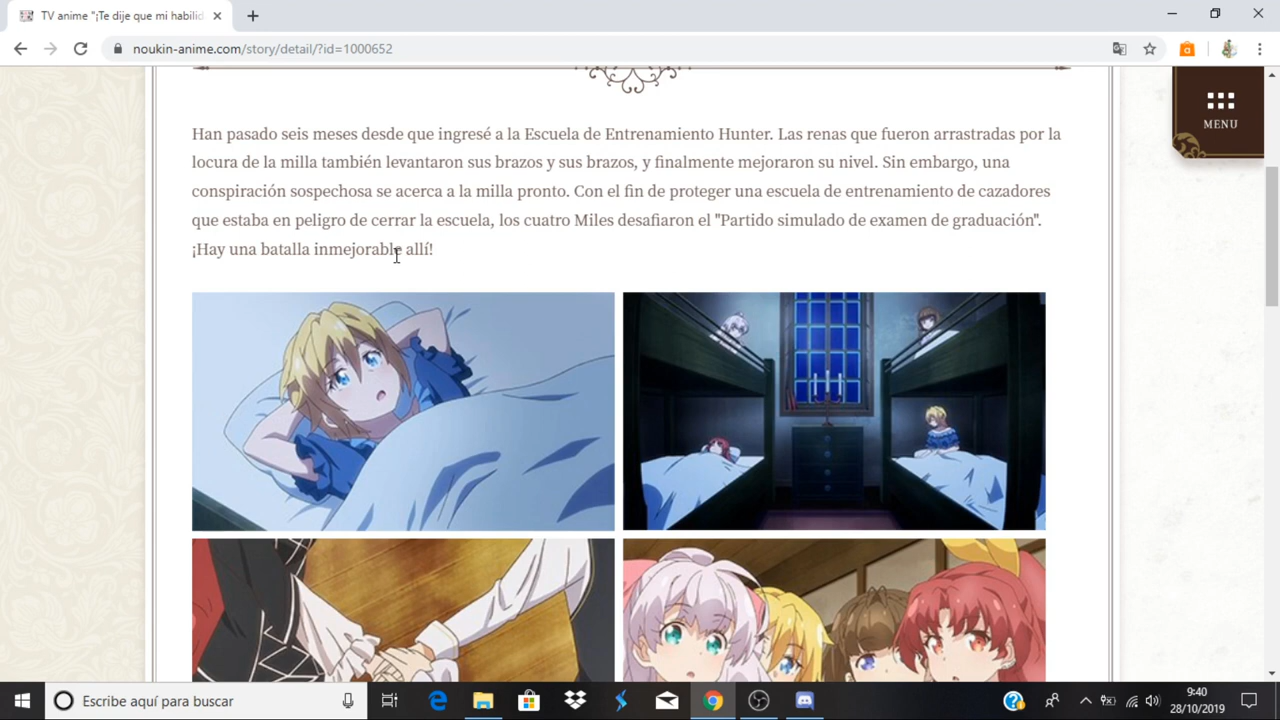 TV anime "¡Te dije que mi habilid
noukin-anime.com/story/detail/?id=1000652
MENU
Han pasado seis meses desde que ingresé a la Escuela de Entrenamiento Hunter. Las renas que fueron arrastradas por la
locura de la milla también levantaron sus brazos y sus brazos, y finalmente mejoraron su nivel. Sin embargo, una
conspiración sospechosa se acerca a la milla pronto. Con el fin de proteger una escuela de entrenamiento de cazadores
que estaba en peligro de cerrar la escuela, los cuatro Miles desafiaron el "Partido simulado de examen de graduación".
¡Hay una batalla inmejorable allí!
Escribe aquí para buscar
9:40
28/10/2019